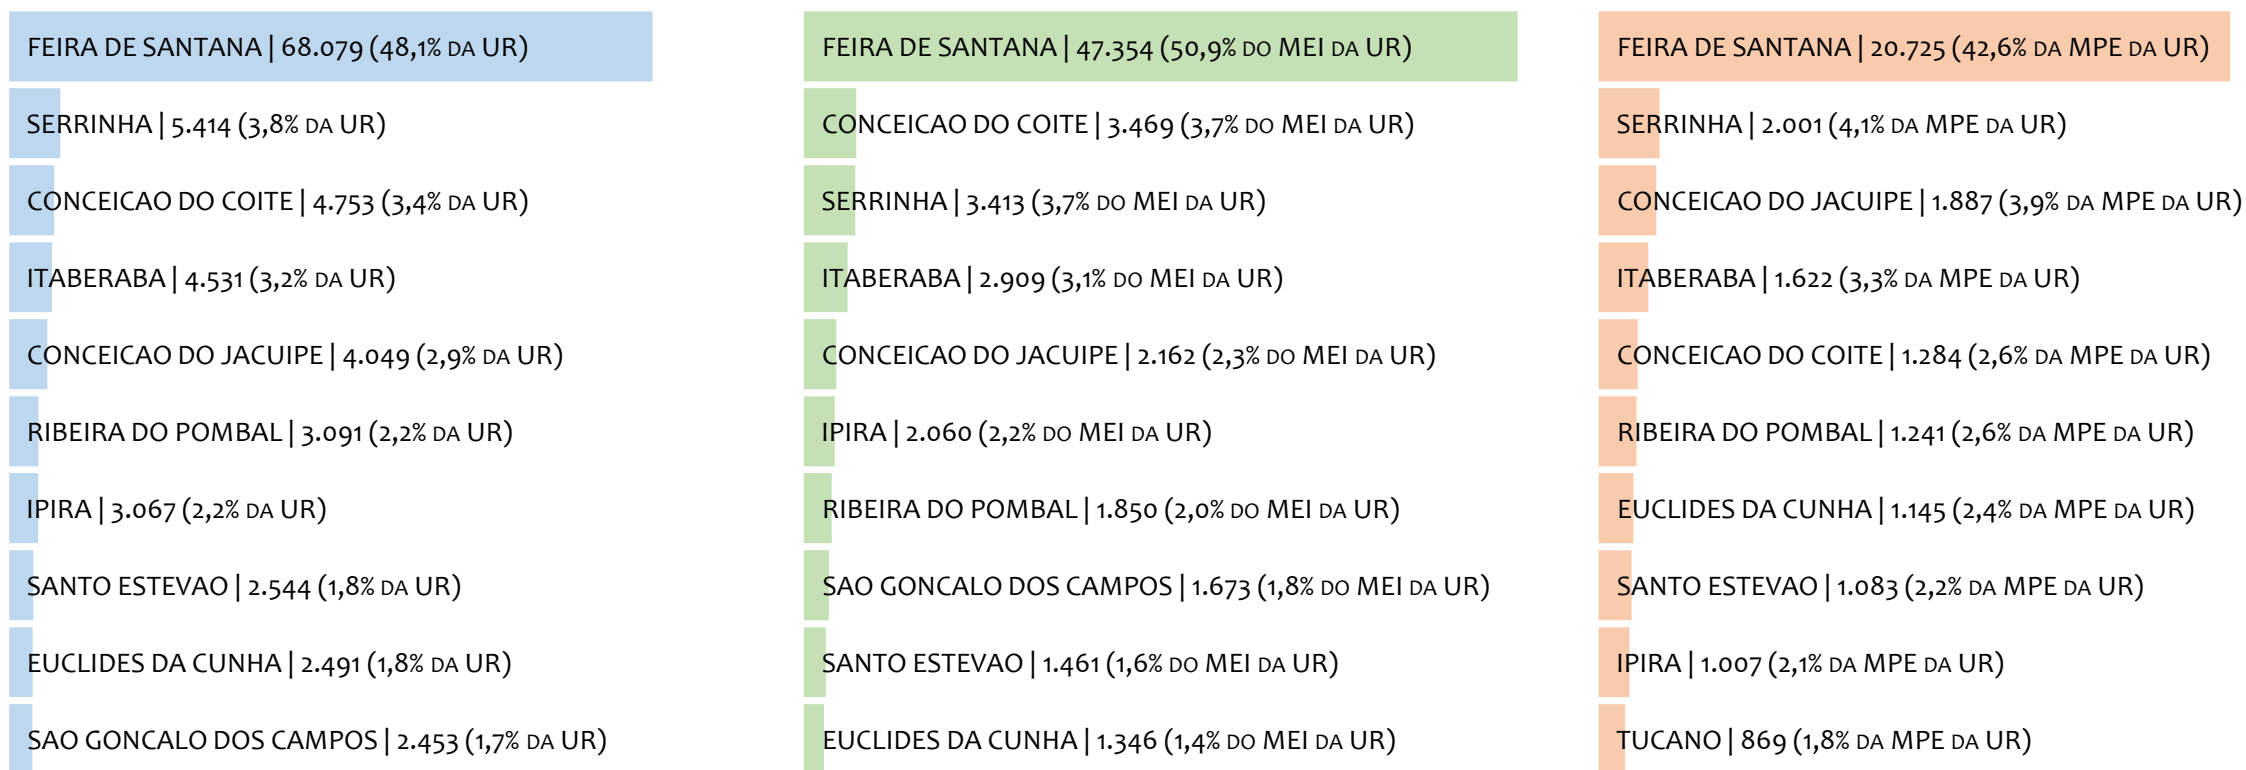 FEIRA DE SANTANA | 68.079 (48,1% DA UR)
SERRINHA | 5.414 (3,8% DA UR)
CONCEICAO DO COITE | 4.753 (3,4% DA UR)
ITABERABA | 4.531 (3,2% DA UR)
CONCEICAO DO JACUIPE | 4.049 (2,9% DA UR)
RIBEIRA DO POMBAL | 3.091 (2,2% DA UR)
IPIRA | 3.067 (2,2% DA UR)
SANTO ESTEVAO | 2.544 (1,8% DA UR)
EUCLIDES DA CUNHA | 2.491 (1,8% DA UR)
SAO GONCALO DOS CAMPOS | 2.453 (1,7% DA UR)
FEIRA DE SANTANA | 47.354 (50,9% DO MEI DA UR)
CONCEICAO DO COITE | 3.469 (3,7% DO MEI DA UR)
SERRINHA | 3.413 (3,7% DO MEI DA UR)
ITABERABA | 2.909 (3,1% DO MEI DA UR)
CONCEICAO DO JACUIPE | 2.162 (2,3% DO MEI DA UR)
IPIRA | 2.060 (2,2% DO MEI DA UR)
RIBEIRA DO POMBAL | 1.850 (2,0% DO MEI DA UR)
SAO GONCALO DOS CAMPOS | 1.673 (1,8% DO MEI DA UR)
SANTO ESTEVAO | 1.461 (1,6% DO MEI DA UR)
EUCLIDES DA CUNHA | 1.346 (1,4% DO MEI DA UR)
FEIRA DE SANTANA | 20.725 (42,6% DA MPE DA UR)
SERRINHA | 2.001 (4,1% DA MPE DA UR)
CONCEICAO DO JACUIPE | 1.887 (3,9% DA MPE DA UR)
ITABERABA | 1.622 (3,3% DA MPE DA UR)
CONCEICAO DO COITE | 1.284 (2,6% DA MPE DA UR)
RIBEIRA DO POMBAL | 1.241 (2,6% DA MPE DA UR)
EUCLIDES DA CUNHA | 1.145 (2,4% DA MPE DA UR)
SANTO ESTEVAO | 1.083 (2,2% DA MPE DA UR)
IPIRA | 1.007 (2,1% DA MPE DA UR)
TUCANO | 869 (1,8% DA MPE DA UR)